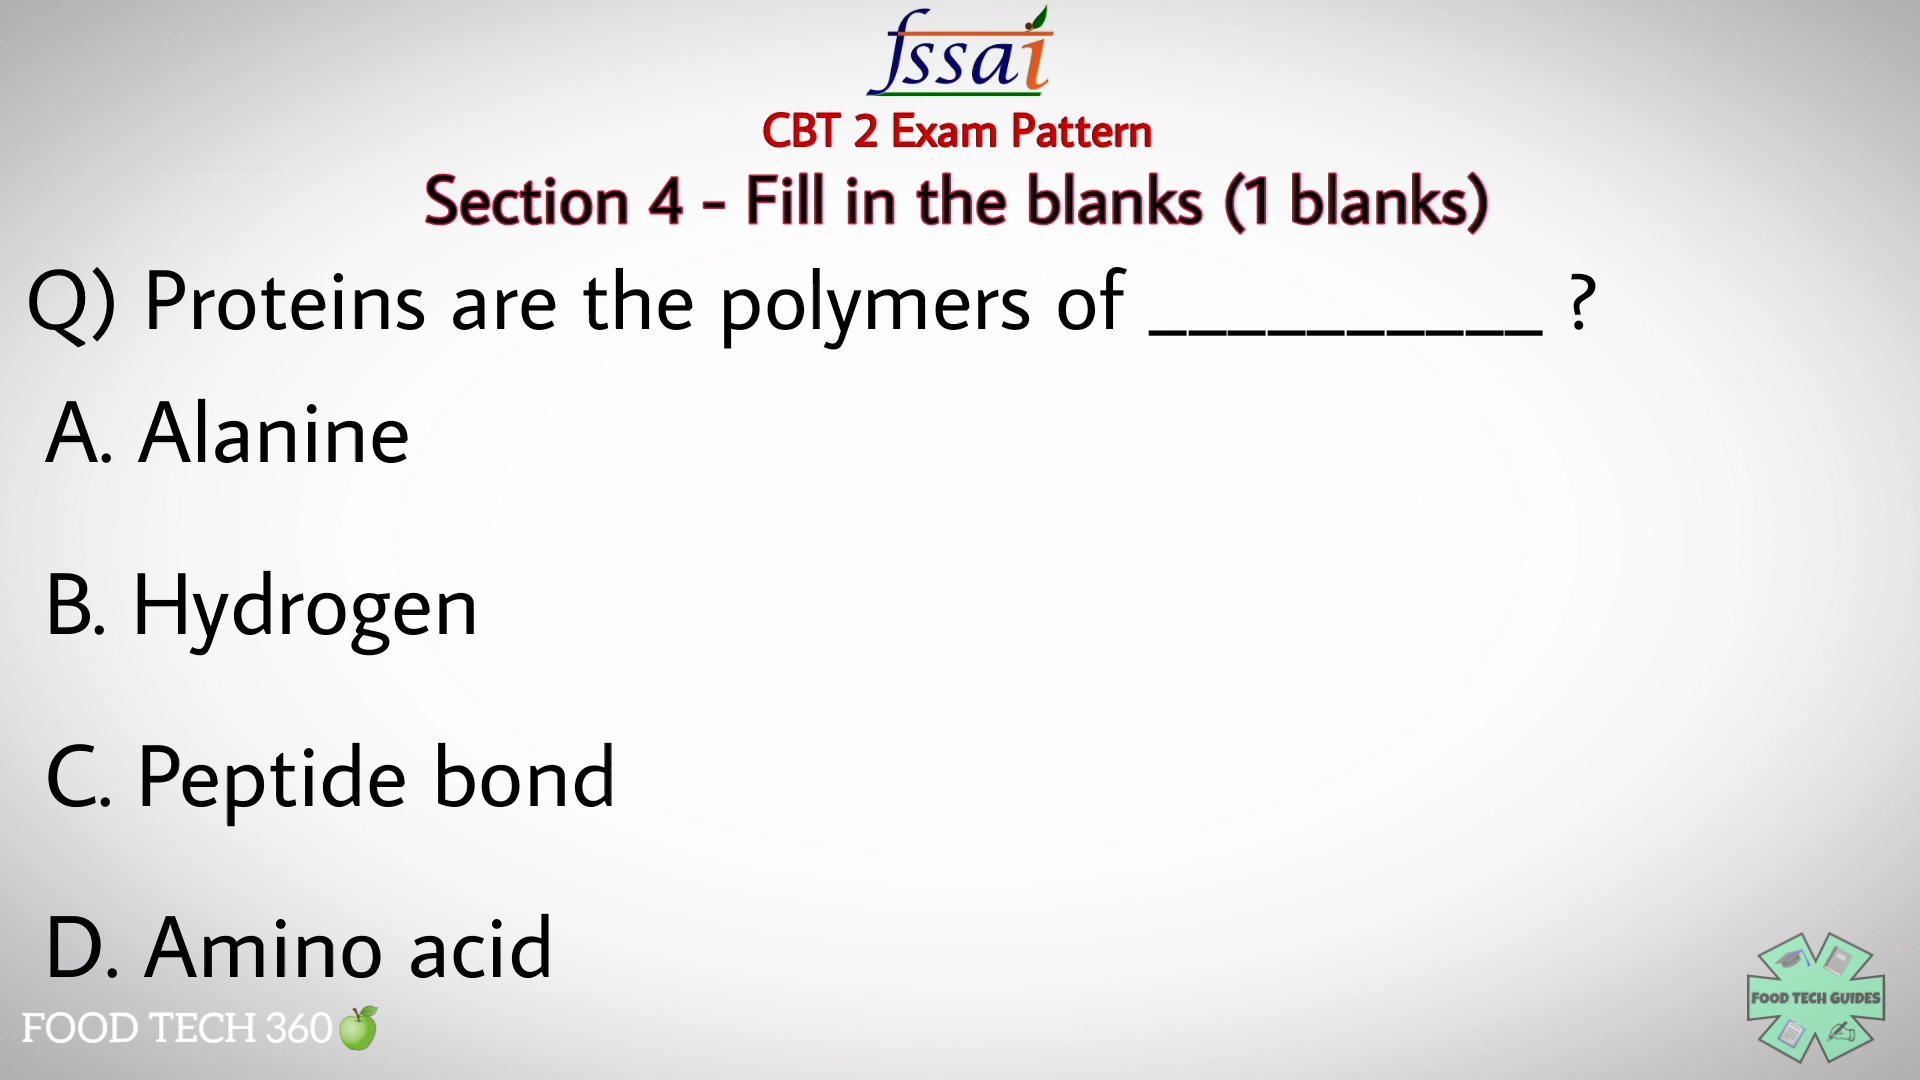 fssai
CBT 2 Exam Pattern
Section 4 - Fill in the blanks (1 blanks)
Q) Proteins are the polymers of __________ ?
A. Alanine
B. Hydrogen
C. Peptide bond
D. Amino acid
FOOD TECH 360
FOOD TECH GUIDES